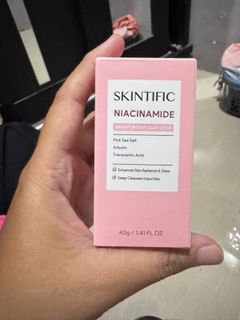 SKINTIFIC
NIACINAMIDE
BRIGHT BOOST CLAY STICK
Pink Sea Salt
Arbutin
Tranexamic Acid
Enhances Skin Radiance & Glow
Deep Cleanses Impurities
40g / 1.41 FL.OZ